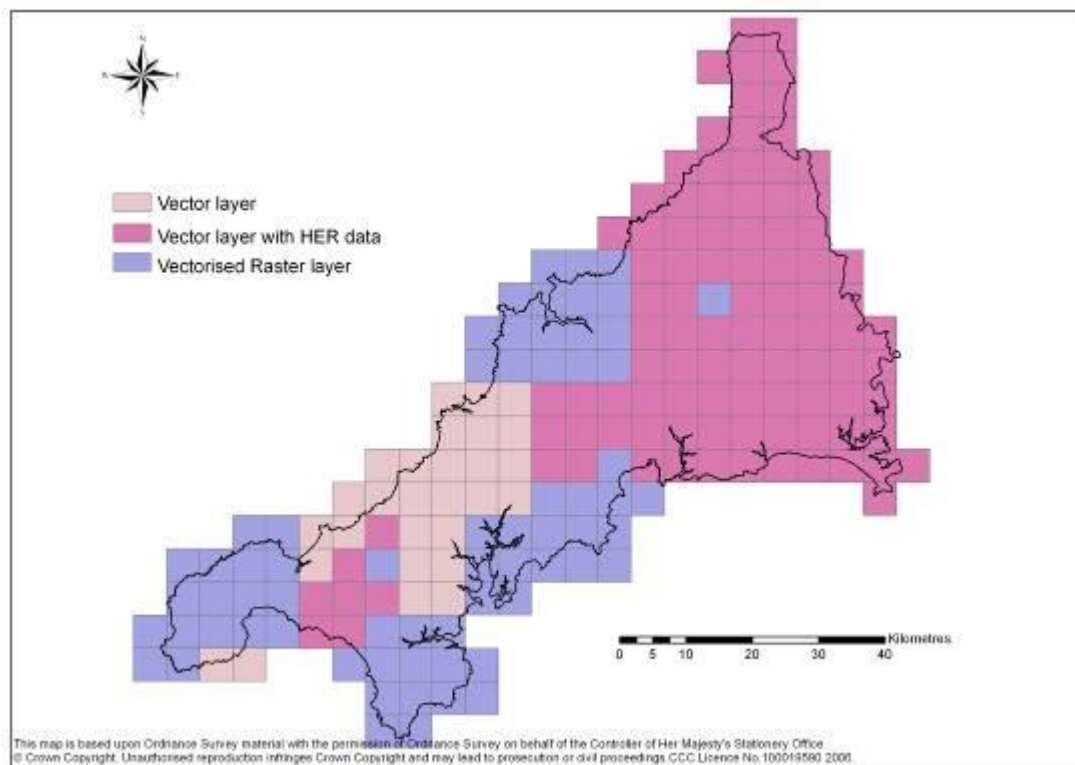 N
S
Vector layer
Vector layer with HER data
Vectorised Raster layer
Kilometres
0 5 10 20 30 40
This map is based upon Ordnance Survey material with the permission of Ordnance Survey on behalf of the Controller of Her Majesty's Stationery Office
© Crown Copyright. Unauthorised reproduction infringes Crown Copyright and may lead to prosecution or civil proceedings.CCC Licence No.100019590 2006.